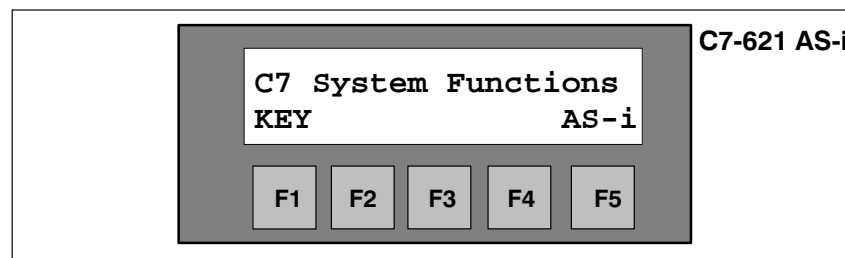 C7-621 AS-i
C7 System Functions
KEY AS-i
F1 F2 F3 F4 F5